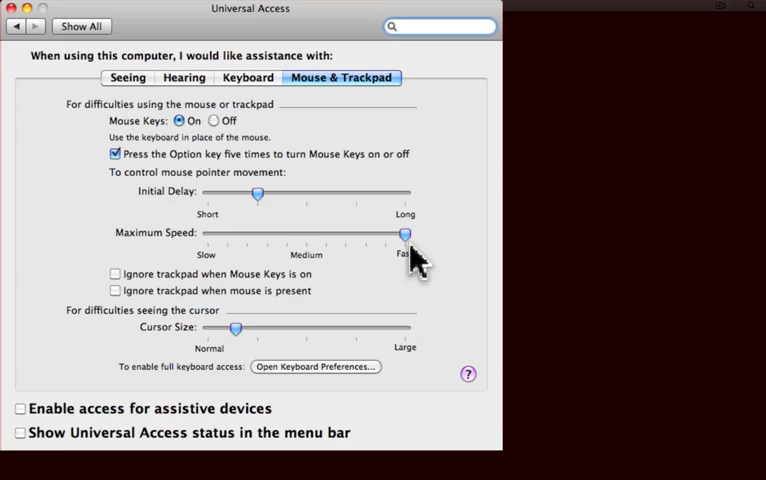 Universal Access
Show All
When using this computer, I would like assistance with:
Seeing Hearing Keyboard Mouse & Trackpad
For difficulties using the mouse or trackpad
Mouse Keys: On Off
Use the keyboard in place of the mouse.
Press the Option key five times to turn Mouse Keys on or off
To control mouse pointer movement:
Initial Delay:
Short Long
Maximum Speed:
Slow Medium
Ignore trackpad when Mouse Keys is on
Ignore trackpad when mouse is present
For difficulties seeing the cursor
Cursor Size:
Normal Large
To enable full keyboard access: Open Keyboard Preferences...
?
Enable access for assistive devices
Show Universal Access status in the menu bar